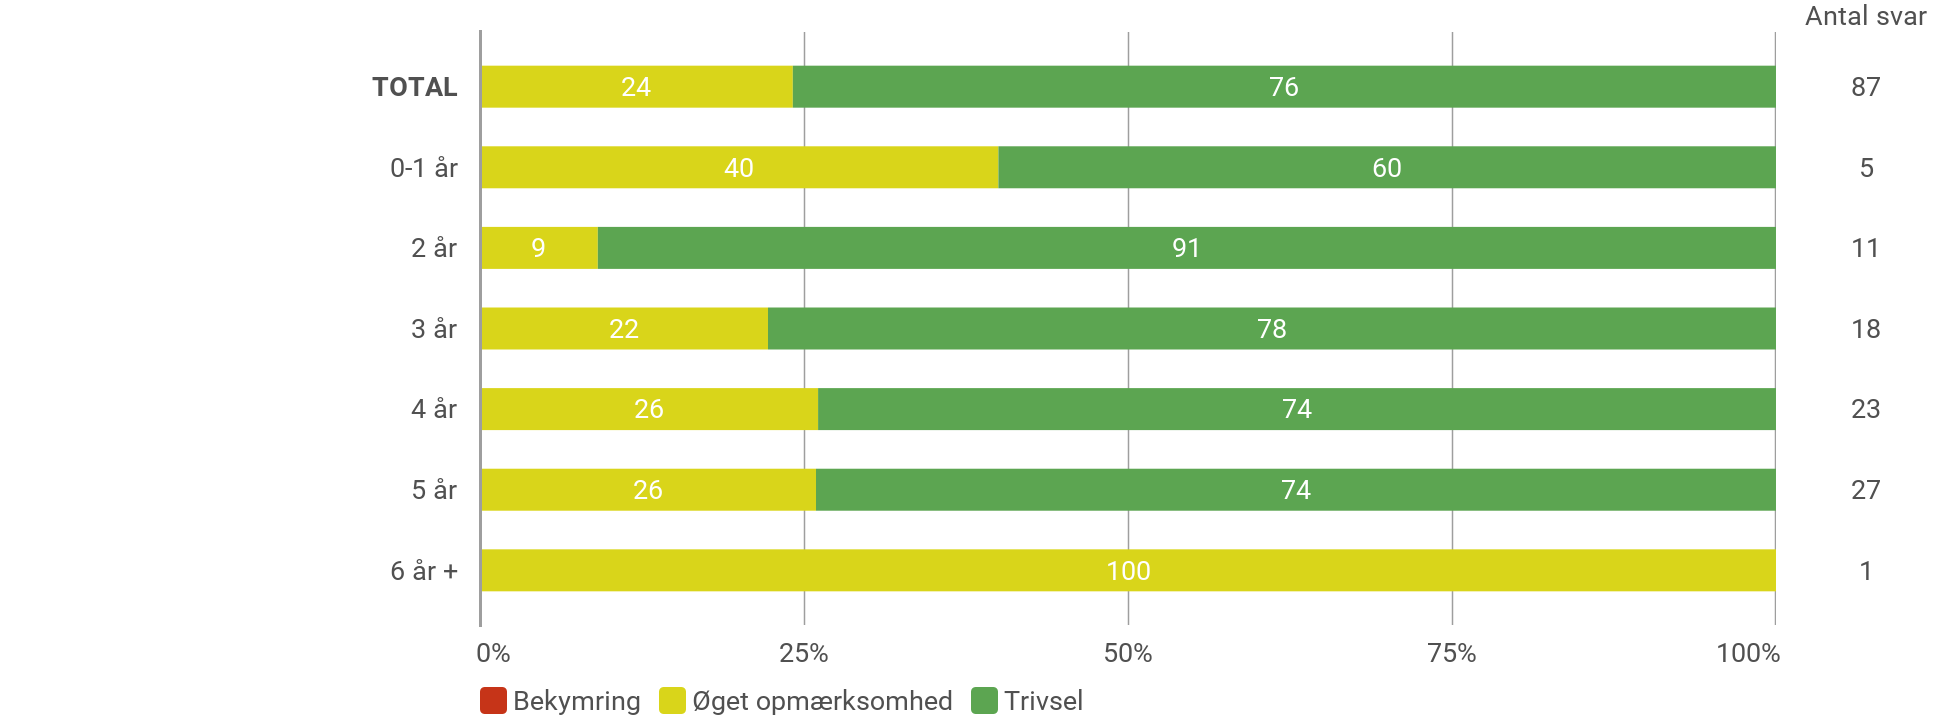 Antal svar
TOTAL 24 76 87
0-1 år 40 60 5
2 år 9 91 11
3 år 22 78 18
4 år 26 74 23
5 år 26 74 27
6 år + 100 1
0% 25% 50% 75% 100%
Bekymring Øget opmærksomhed Trivsel